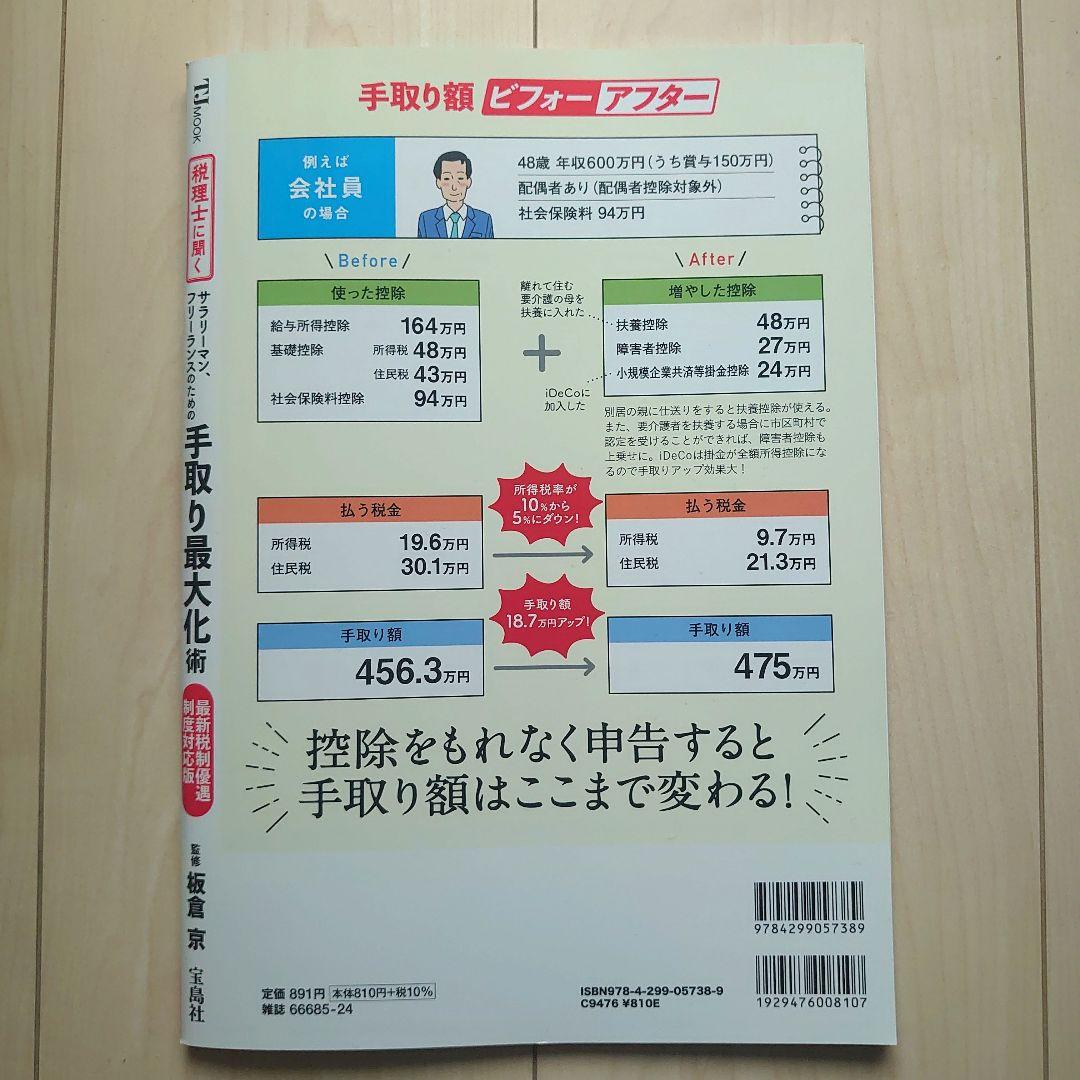 TJ MOOK
税理士に聞く
サラリーマン、
フリーランスのための
手取り最大化術
最新税制優遇
制度対応版
監修 板倉 京
宝島社
手取り額 ビフォーアフター
例えば
会社員
の場合
48歳 年収600万円(うち賞与150万円)
配偶者あり(配偶者控除対象外)
社会保険料 94万円
Before
使った控除
給与所得控除 164万円
基礎控除 所得税 48万円
住民税 43万円
社会保険料控除 94万円
離れて住む
要介護の母を
扶養に入れた
+
iDeCoに
加入した
After
増やした控除
扶養控除 48万円
障害者控除 27万円
小規模企業共済等掛金控除 24万円
別居の親に仕送りをすると扶養控除が使える。
また、要介護者を扶養する場合に市区町村で
認定を受けることができれば、障害者控除も
上乗せに。iDeCoは掛金が全額所得控除にな
るので手取りアップ効果大!
払う税金
所得税 19.6万円
住民税 30.1万円
所得税率が
10%から
5%にダウン!
払う税金
所得税 9.7万円
住民税 21.3万円
手取り額
456.3万円
手取り額
18.7万円アップ!
手取り額
475万円
控除をもれなく申告すると
手取り額はここまで変わる!
9784299057389
1929476008107
定価 891円 本体810円+税10%
雑誌 66685-24
ISBN978-4-299-05738-9
C9476 ¥810E